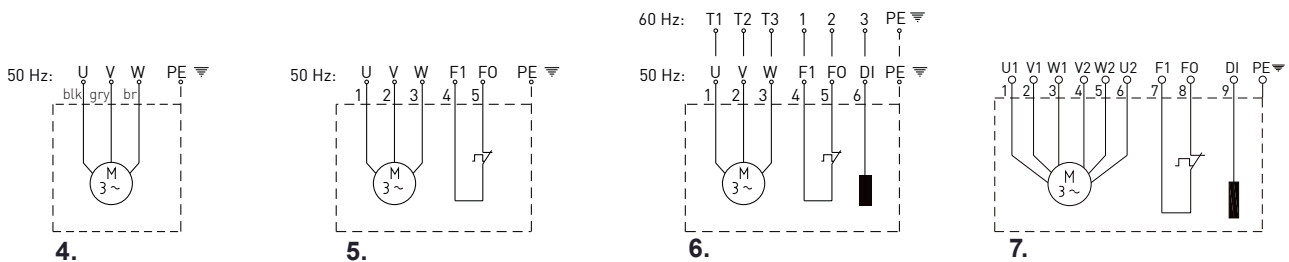 60 Hz: T1 T2 T3 1 2 3 PE
50 Hz: U V W PE
blk gry br
M
3 ~
4.
50 Hz: U V W F1 F0 PE
1 2 3 4 5
M
3 ~
5.
50 Hz: U V W F1 F0 DI PE
1 2 3 4 5 6
M
3 ~
6.
U1 V1 W1 V2 W2 U2 F1 F0 DI PE
1 2 3 4 5 6 7 8 9
M
3 ~
7.